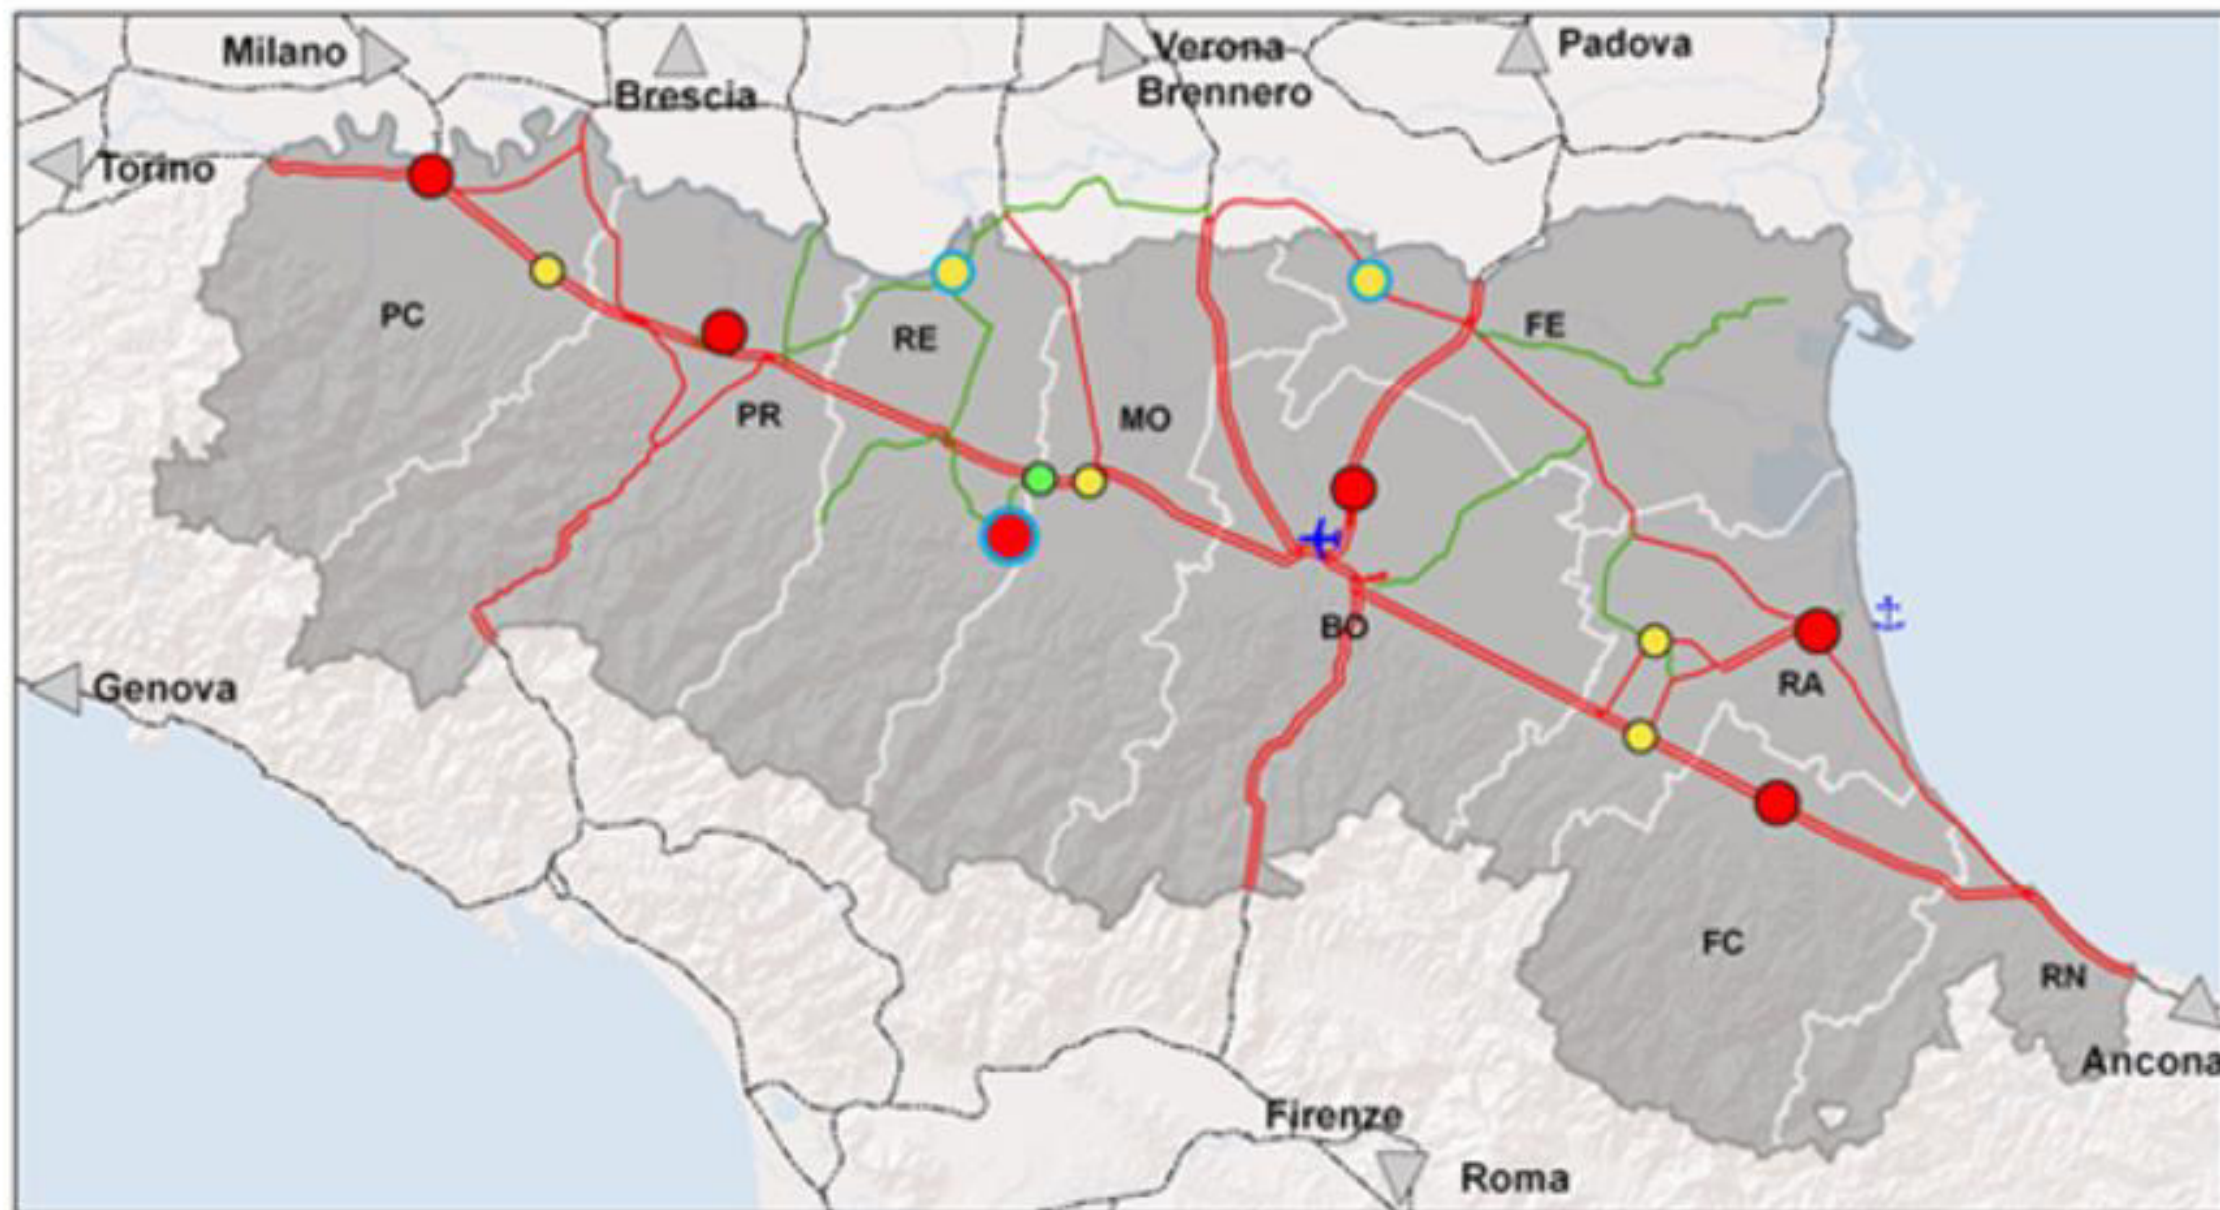 Milano
Verona
Padova
Brescia
Brennero
Torino
PC
RE
FE
PR
MO
BO
Genova
RA
FC
RN
Ancona
Firenze
Roma